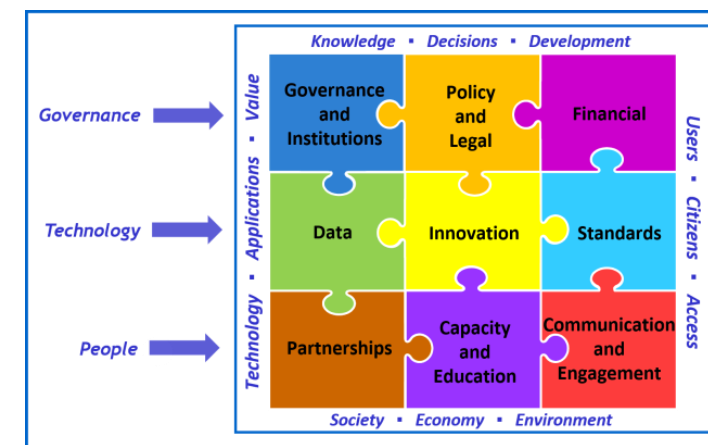 Knowledge ▪ Decisions ▪ Development
Governance
Technology
People
Technology ▪ Applications ▪ Value
Governance
and
Institutions
Policy
and
Legal
Financial
Data
Innovation
Standards
Partnerships
Capacity
and
Education
Communication
and
Engagement
Users ▪ Citizens ▪ Access
Society ▪ Economy ▪ Environment